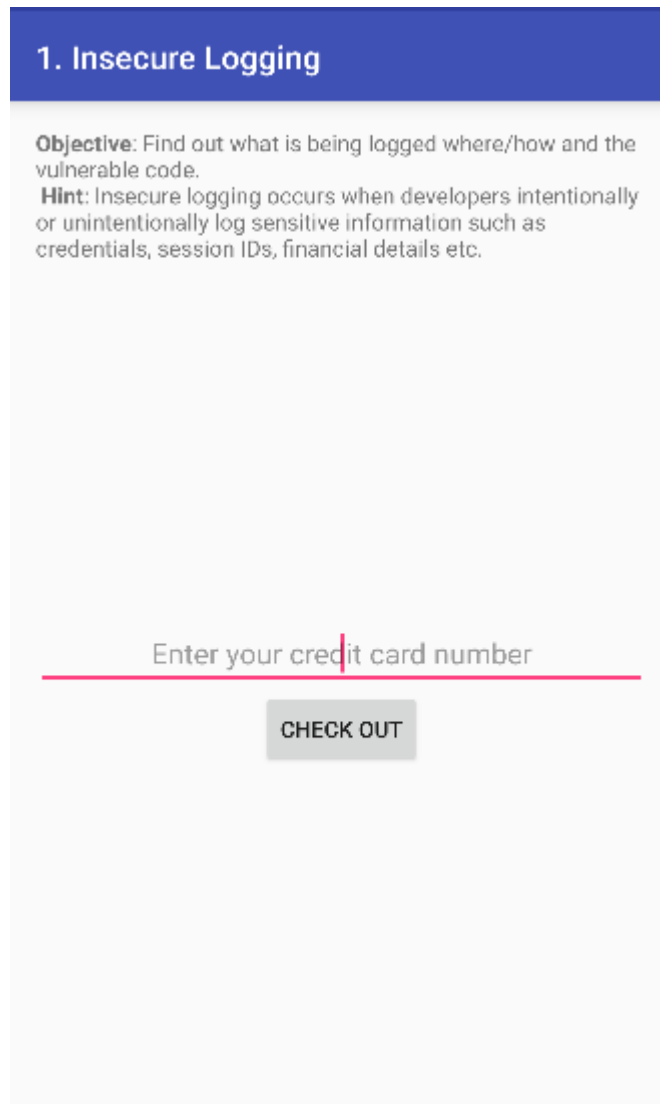 1. Insecure Logging
Objective: Find out what is being logged where/how and the
vulnerable code.
Hint: Insecure logging occurs when developers intentionally
or unintentionally log sensitive information such as
credentials, session IDs, financial details etc.
Enter your credit card number
CHECK OUT